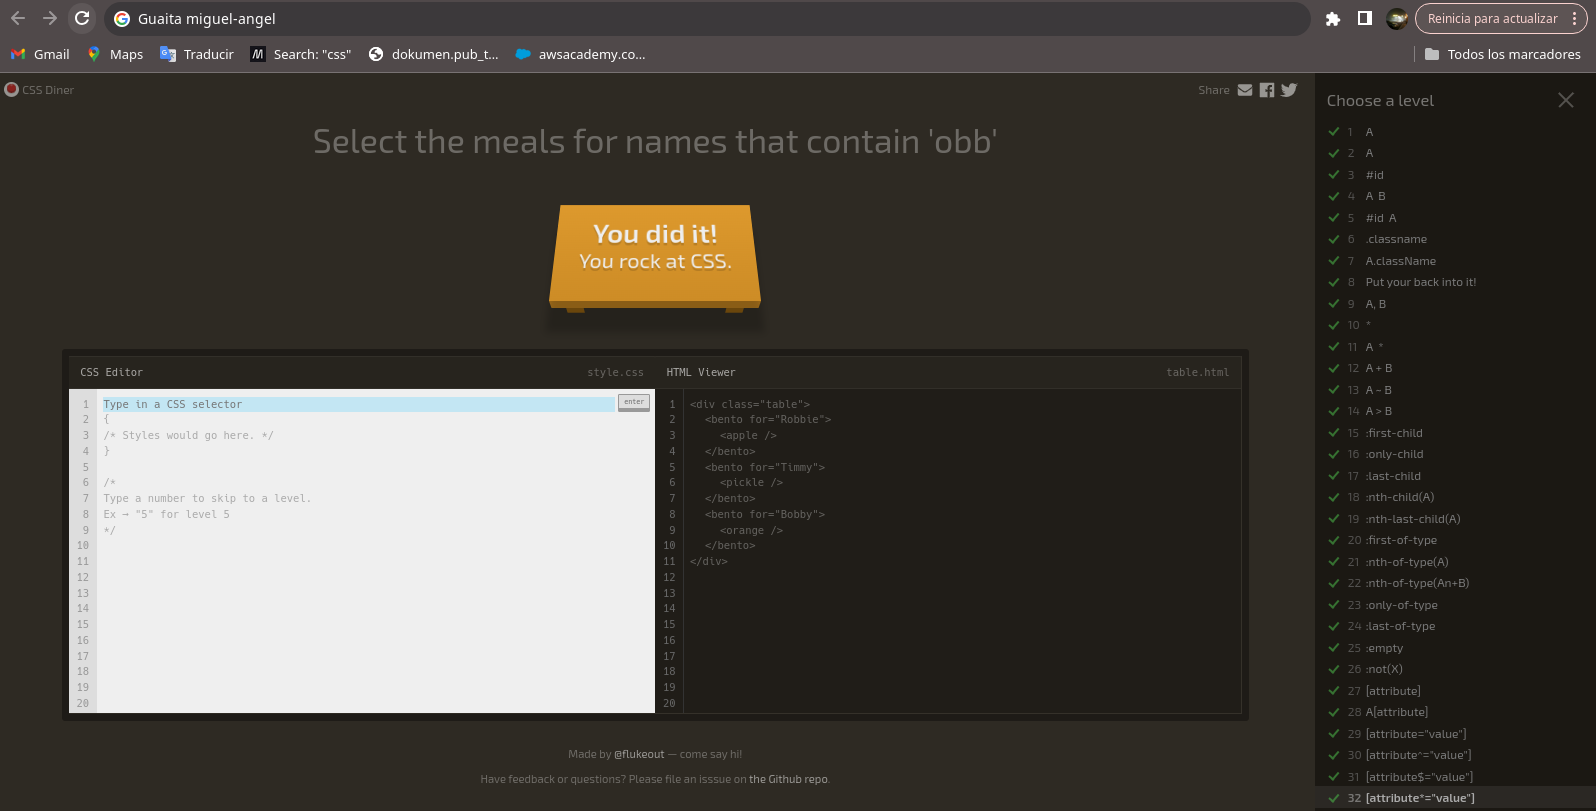 Guaita miguel-angel
Reinicia para actualizar
Gmail
Maps
Traducir
Search: "css"
dokumen.pub_t...
awsacademy.co...
Todos los marcadores
CSS Diner
Share
Select the meals for names that contain 'obb'
You did it!
You rock at CSS.
CSS Editor
style.css
1 Type in a CSS selector
enter
2 {
3 /* Styles would go here. */
4 }
5
6 /*
7 Type a number to skip to a level.
8 Ex → "5" for level 5
9 */
10
11
12
13
14
15
16
17
18
19
20
HTML Viewer
table.html
1 <div class="table">
2 <bento for="Robbie">
3 <apple />
4 </bento>
5 <bento for="Timmy">
6 <pickle />
7 </bento>
8 <bento for="Bobby">
9 <orange />
10 </bento>
11 </div>
12
13
14
15
16
17
18
19
20
Made by @flukeout — come say hi!
Have feedback or questions? Please file an isssue on the Github repo.
Choose a level
1 A
2 A
3 #id
4 A B
5 #id A
6 .classname
7 A.className
8 Put your back into it!
9 A, B
10 *
11 A *
12 A + B
13 A ~ B
14 A > B
15 :first-child
16 :only-child
17 :last-child
18 :nth-child(A)
19 :nth-last-child(A)
20 :first-of-type
21 :nth-of-type(A)
22 :nth-of-type(An+B)
23 :only-of-type
24 :last-of-type
25 :empty
26 :not(X)
27 [attribute]
28 A[attribute]
29 [attribute="value"]
30 [attribute^="value"]
31 [attribute$="value"]
32 [attribute*="value"]